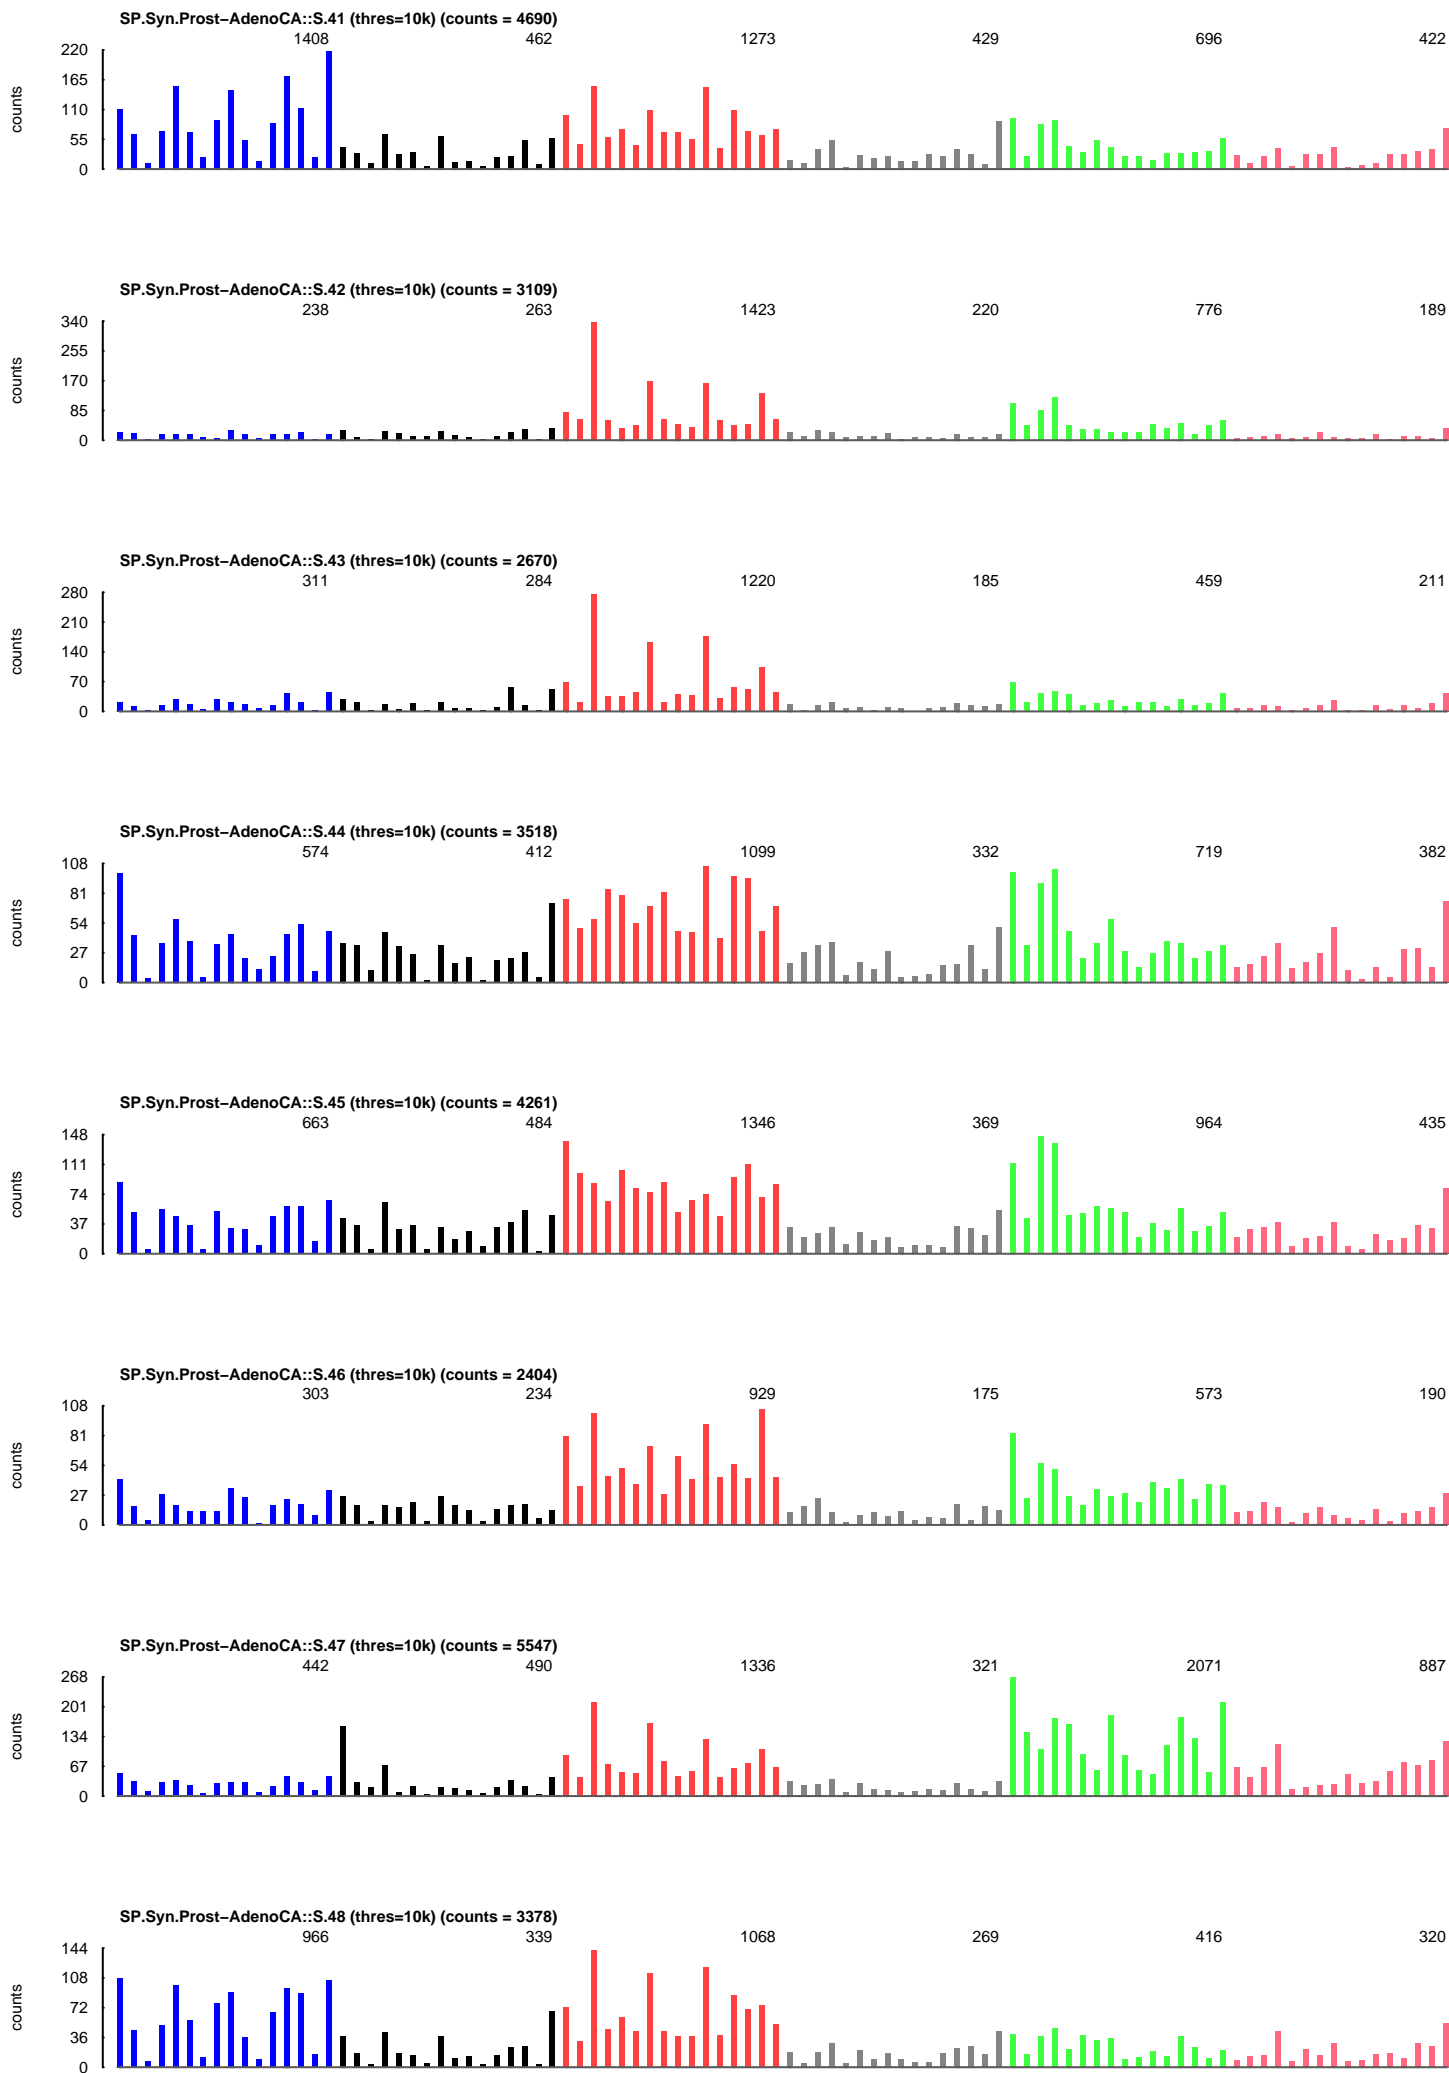 SP.Syn.Prost−AdenoCA::S.41 (thres=10k) (counts = 4690)
1408 462 1273 429 696 422
220
165
110
55
0
counts
SP.Syn.Prost−AdenoCA::S.42 (thres=10k) (counts = 3109)
238 263 1423 220 776 189
340
255
170
85
0
counts
SP.Syn.Prost−AdenoCA::S.43 (thres=10k) (counts = 2670)
311 284 1220 185 459 211
280
210
140
70
0
counts
SP.Syn.Prost−AdenoCA::S.44 (thres=10k) (counts = 3518)
574 412 1099 332 719 382
108
81
54
27
0
counts
SP.Syn.Prost−AdenoCA::S.45 (thres=10k) (counts = 4261)
663 484 1346 369 964 435
148
111
74
37
0
counts
SP.Syn.Prost−AdenoCA::S.46 (thres=10k) (counts = 2404)
303 234 929 175 573 190
108
81
54
27
0
counts
SP.Syn.Prost−AdenoCA::S.47 (thres=10k) (counts = 5547)
442 490 1336 321 2071 887
268
201
134
67
0
counts
SP.Syn.Prost−AdenoCA::S.48 (thres=10k) (counts = 3378)
966 339 1068 269 416 320
144
108
72
36
0
counts